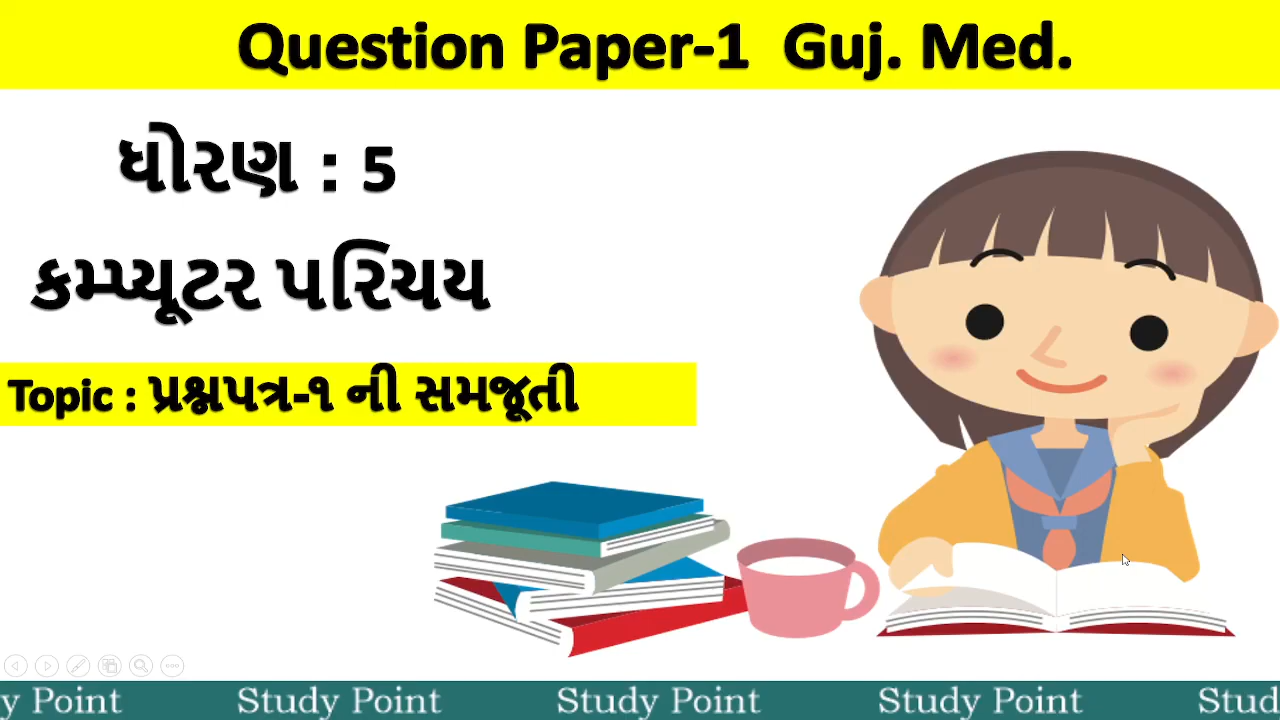 Question Paper-1 Guj. Med.
ધોરણ : 5
કમ્પ્યૂટર પરિચય
Topic : પ્રશ્નપત્ર-૧ ની સમજૂતી
y Point Study Point Study Point Study Point Stud